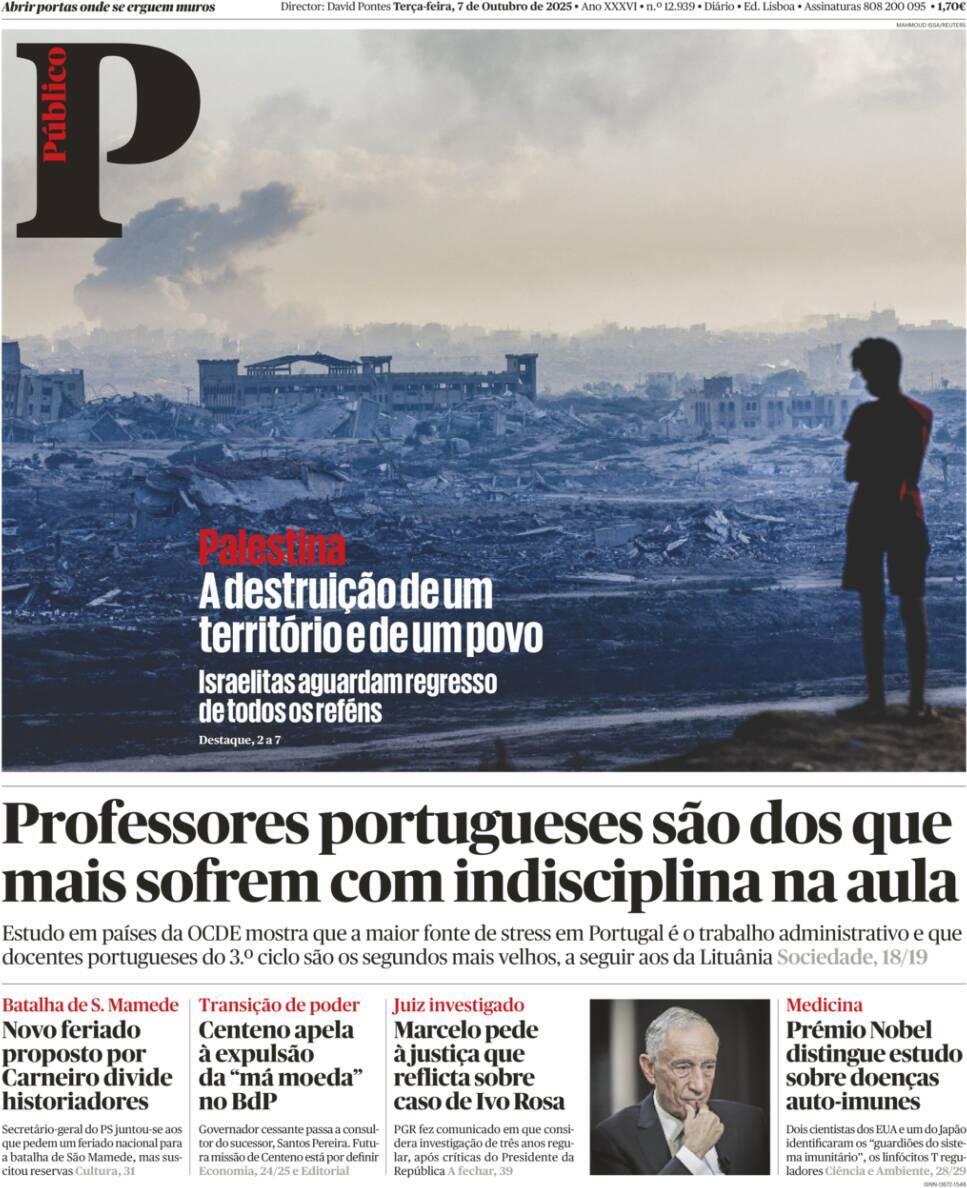 Abrir portas onde se erguem muros
Director: David Pontes Terça-feira, 7 de Outubro de 2025 • Ano XXXVI • n.º 12.939 • Diário • Ed. Lisboa • Assinaturas 808 200 095 • 1,70€
MAHMOUD ISSA/REUTERS
P
Público
Palestina
A destruição de um
território e de um povo
Israelitas aguardam regresso
de todos os reféns
Destaque, 2 a 7
Professores portugueses são dos que
mais sofrem com indisciplina na aula
Estudo em países da OCDE mostra que a maior fonte de stress em Portugal é o trabalho administrativo e que
docentes portugueses do 3.º ciclo são os segundos mais velhos, a seguir aos da Lituânia Sociedade, 18/19
Batalha de S. Mamede
Novo feriado
proposto por
Carneiro divide
historiadores
Secretário-geral do PS juntou-se aos
que pedem um feriado nacional para
a batalha de São Mamede, mas sus-
citou reservas Cultura, 31
Transição de poder
Centeno apela
à expulsão
da “má moeda”
no BdP
Governador cessante passa a consul-
tor do sucessor, Santos Pereira. Futu-
ra missão de Centeno está por definir
Economia, 24/25 e Editorial
Juiz investigado
Marcelo pede
à justiça que
reflicta sobre
caso de Ivo Rosa
PGR fez comunicado em que con-
sidera investigação de três anos regu-
lar, após críticas do Presidente da
República A fechar, 39
Medicina
Prémio Nobel
distingue estudo
sobre doenças
auto-imunes
Dois cientistas dos EUA e um do Japão
identificaram os “guardiões do siste-
ma imunitário”, os linfócitos T regu-
ladores Ciência e Ambiente, 28/29
ISNN-0872-1548